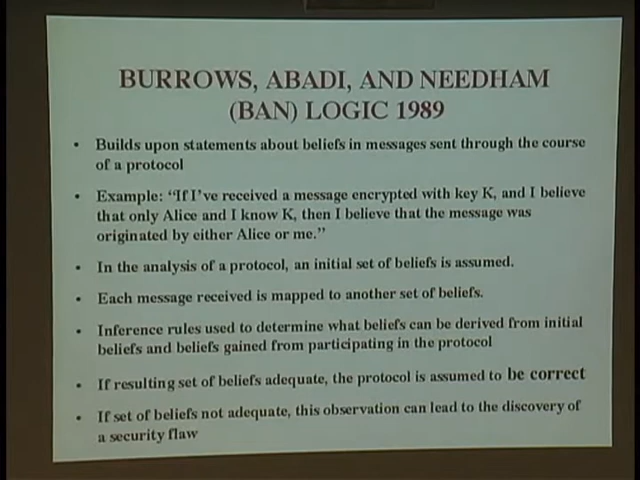 BURROWS, ABADI, AND NEEDHAM
(BAN) LOGIC 1989
• Builds upon statements about beliefs in messages sent through the course
of a protocol
• Example: “If I’ve received a message encrypted with key K, and I believe
that only Alice and I know K, then I believe that the message was
originated by either Alice or me.”
• In the analysis of a protocol, an initial set of beliefs is assumed.
• Each message received is mapped to another set of beliefs.
• Inference rules used to determine what beliefs can be derived from initial
beliefs and beliefs gained from participating in the protocol
• If resulting set of beliefs adequate, the protocol is assumed to be correct
• If set of beliefs not adequate, this observation can lead to the discovery of
a security flaw